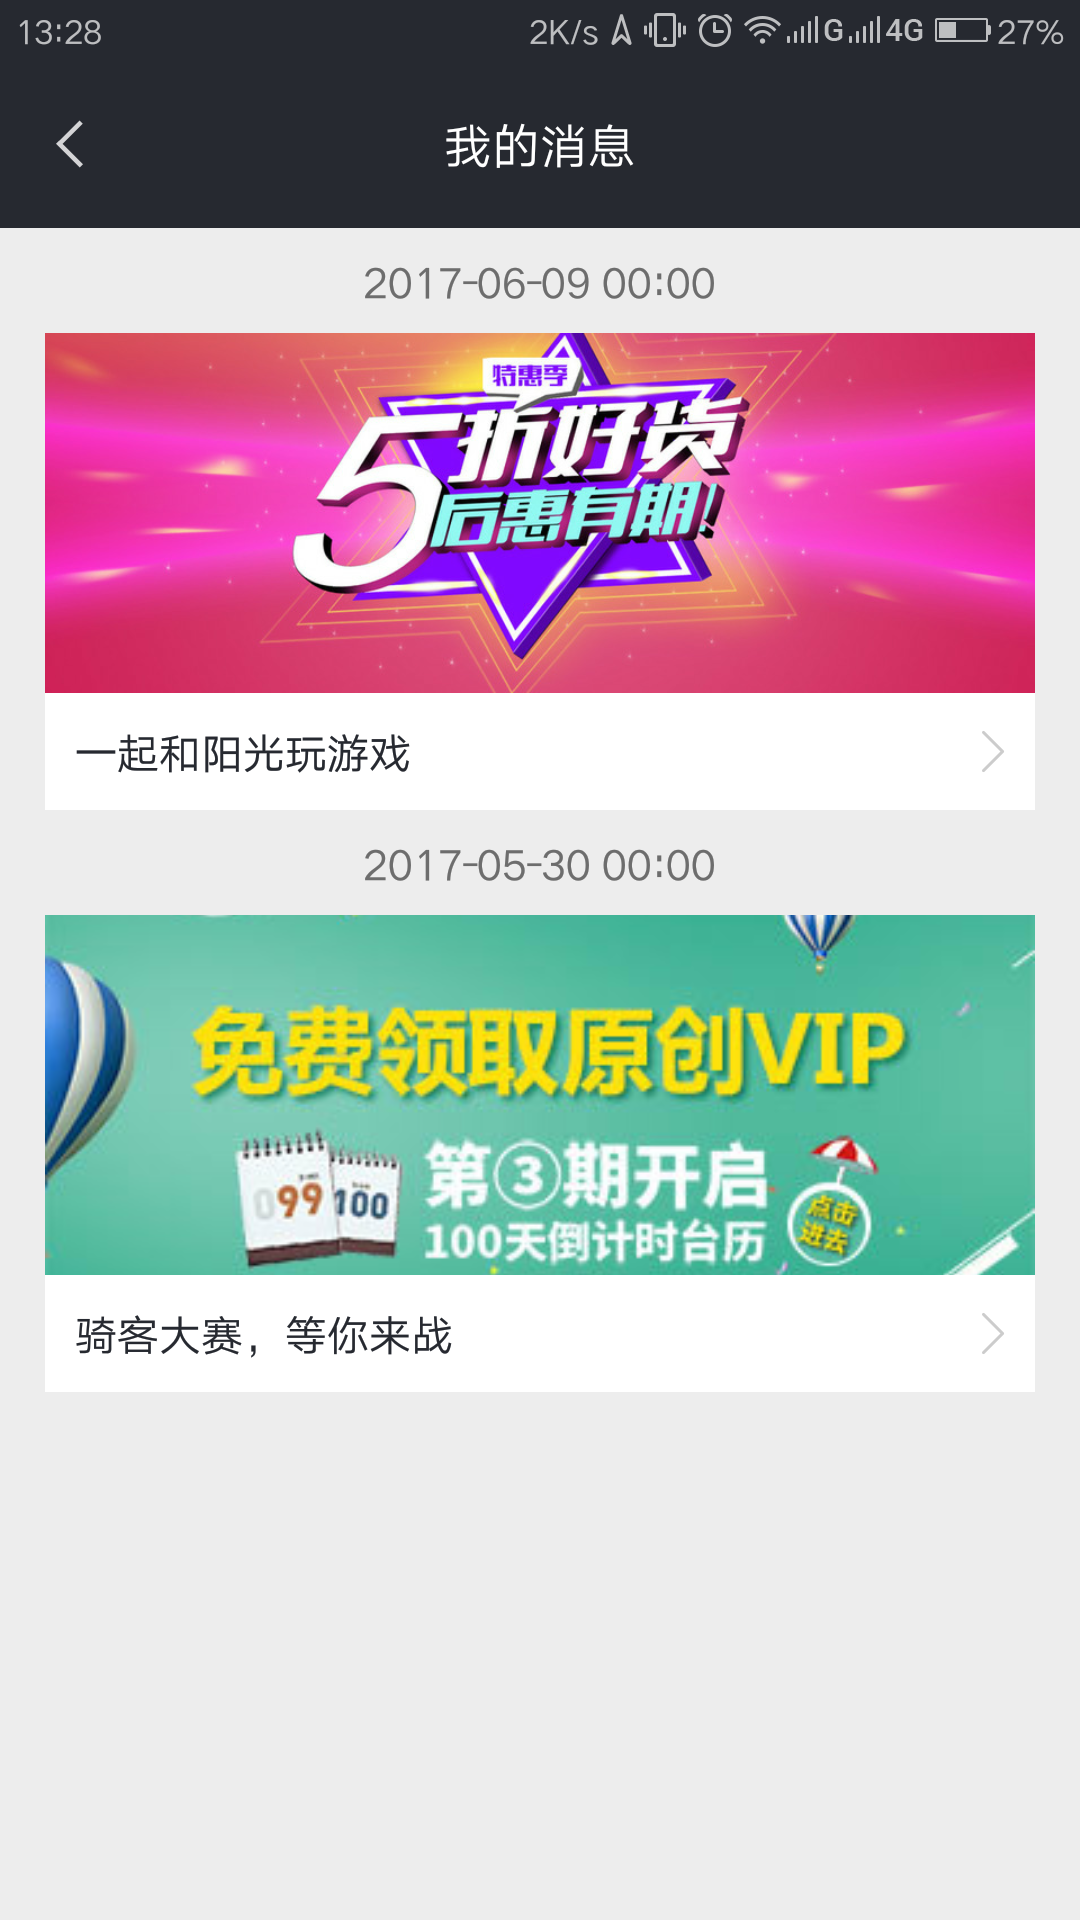 13:28
2K/s G 4G 27%
我的消息
2017-06-09 00:00
特惠季
5折好货
后惠有期!
一起和阳光玩游戏
2017-05-30 00:00
免费领取原创VIP
第③期开启
099 100
100天倒计时台历
点击
进去
骑客大赛，等你来战